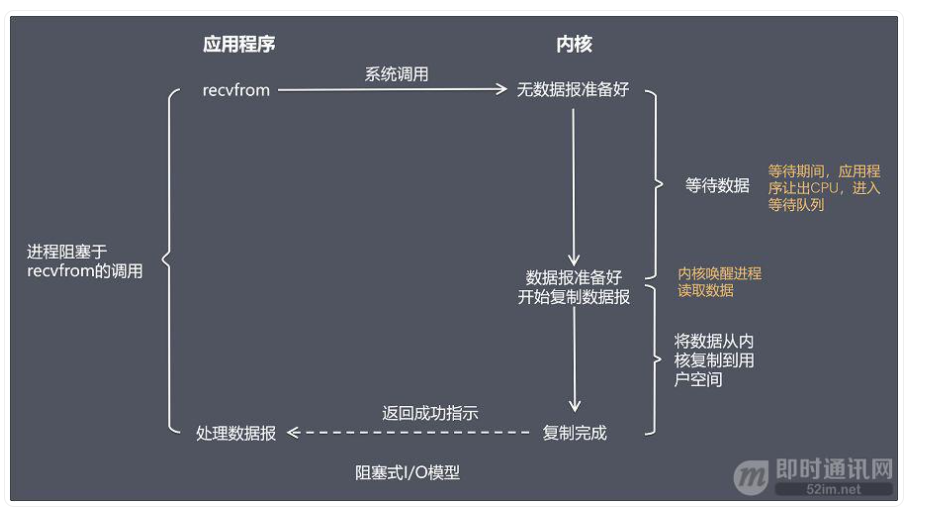 应用程序
内核
系统调用
recvfrom
无数据报准备好
等待数据
等待期间，应用程
序让出CPU，进入
等待队列
进程阻塞于
recvfrom的调用
数据报准备好
开始复制数据报
内核唤醒进程
读取数据
将数据从内
核复制到用
户空间
返回成功指示
处理数据报
复制完成
阻塞式I/O模型
即时通讯网
52im.net